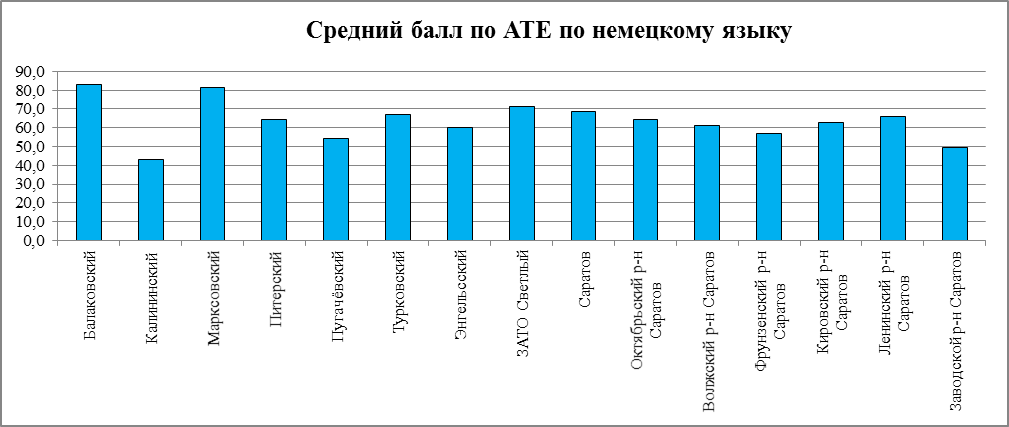 Средний балл по АТЕ по немецкому языку
90,0
80,0
70,0
60,0
50,0
40,0
30,0
20,0
10,0
0,0
Балаковский
Калининский
Марксовский
Питерский
Пугачёвский
Турковский
Энгельсский
ЗАТО Светлый
Саратов
Октябрьский р-н
Саратов
Волжский р-н Саратов
Фрунзенский р-н
Саратов
Кировский р-н
Саратов
Ленинский р-н
Саратов
Заводской р-н Саратов